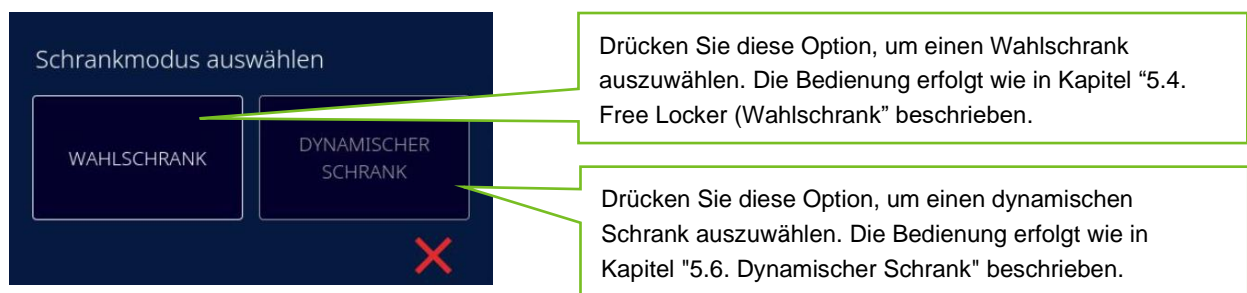 Schrankmodus auswählen
WAHLSCHRANK
DYNAMISCHER
SCHRANK
Drücken Sie diese Option, um einen Wahlschrank
auszuwählen. Die Bedienung erfolgt wie in Kapitel “5.4.
Free Locker (Wahlschrank” beschrieben.
Drücken Sie diese Option, um einen dynamischen
Schrank auszuwählen. Die Bedienung erfolgt wie in
Kapitel "5.6. Dynamischer Schrank" beschrieben.